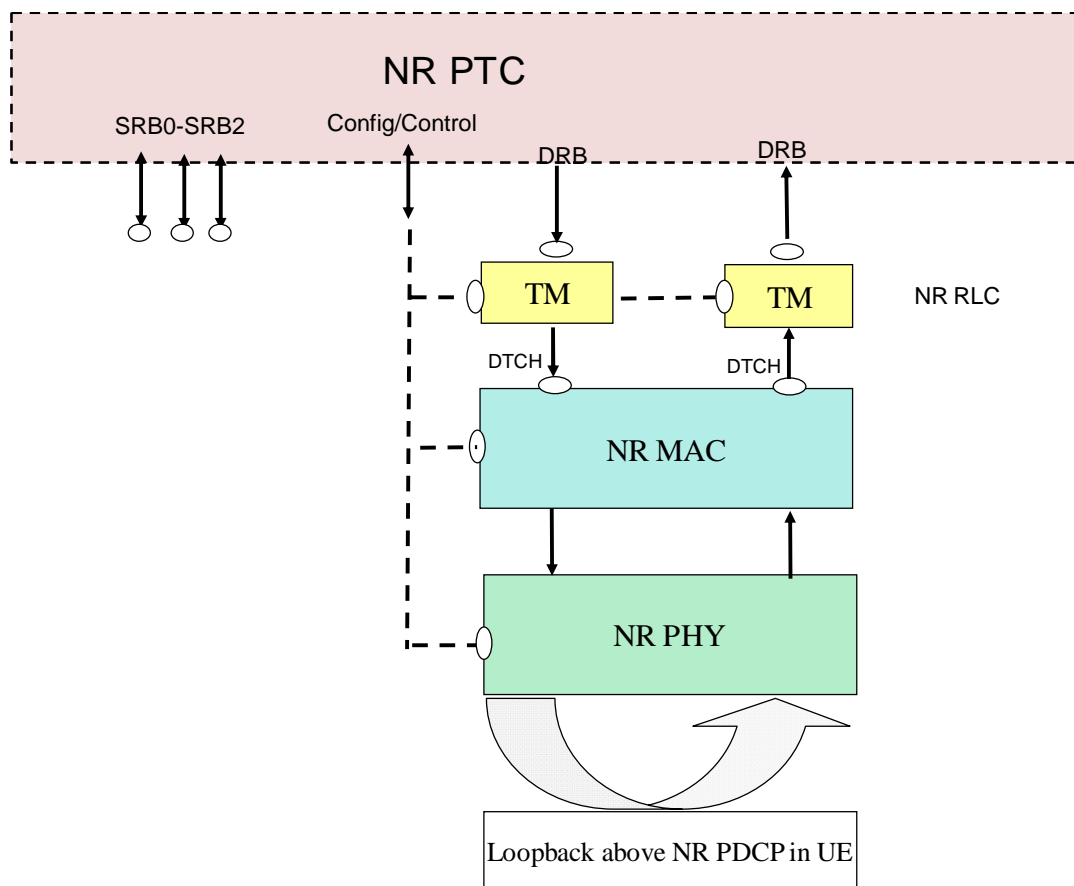 NR PTC
SRB0-SRB2
Config/Control
DRB
DRB
TM
TM
NR RLC
DTCH
DTCH
NR MAC
NR PHY
Loopback above NR PDCP in UE